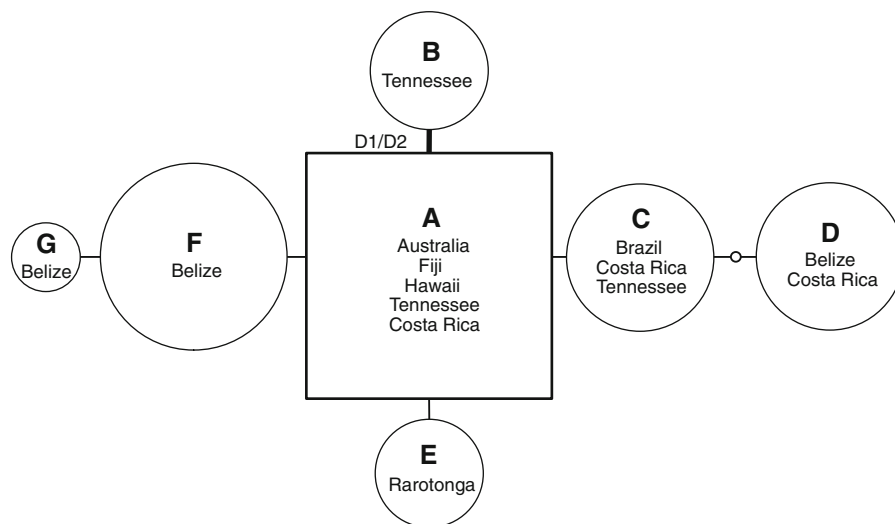 B
Tennessee
D1/D2
A
Australia
Fiji
Hawaii
Tennessee
Costa Rica
G
Belize
F
Belize
C
Brazil
Costa Rica
Tennessee
D
Belize
Costa Rica
E
Rarotonga